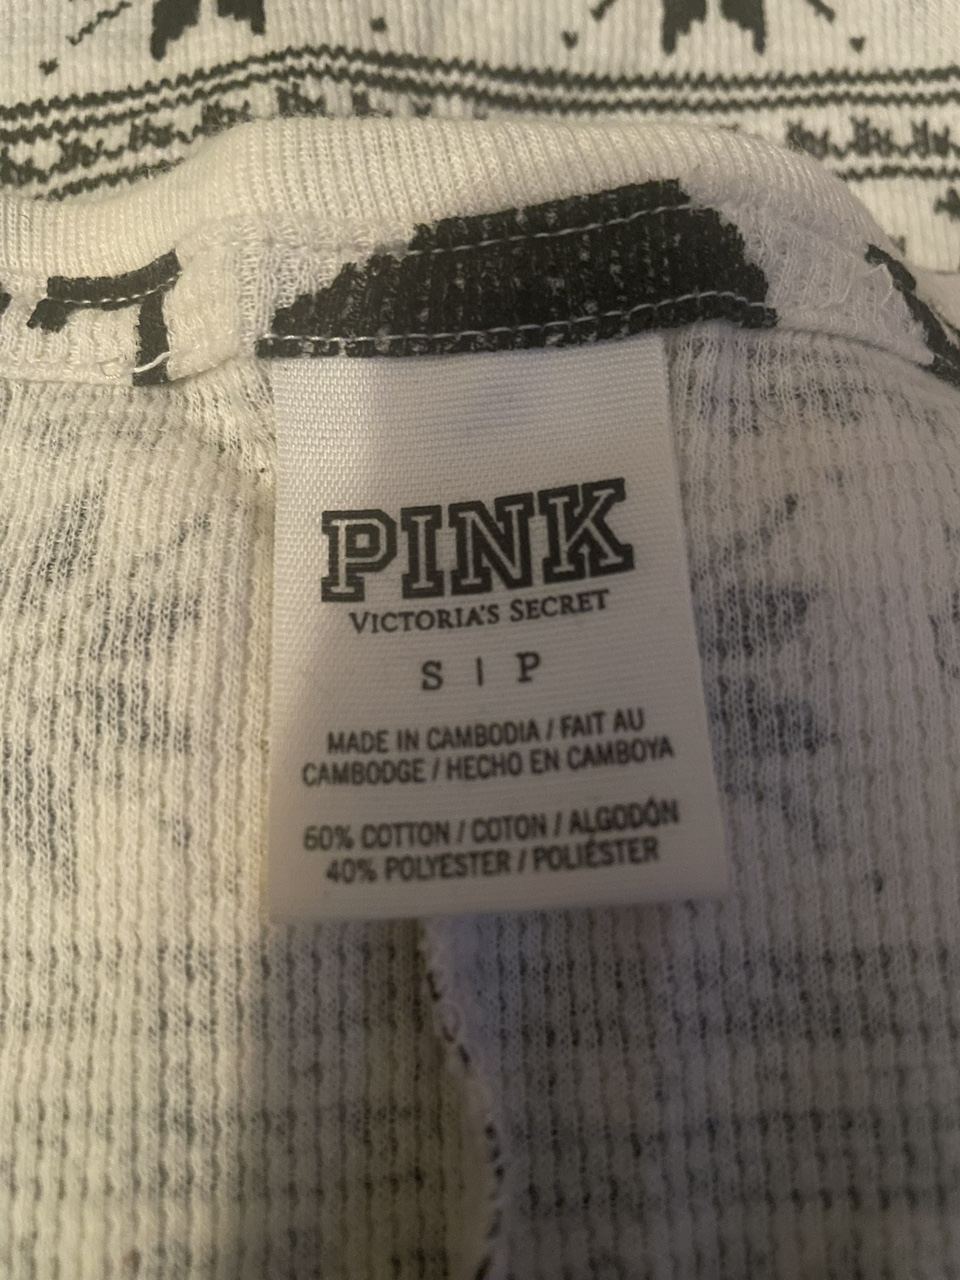 PINK
VICTORIA'S SECRET
S | P
MADE IN CAMBODIA / FAIT AU
CAMBODGE / HECHO EN CAMBOYA
60% COTTON / COTON / ALGODÓN
40% POLYESTER / POLIÉSTER